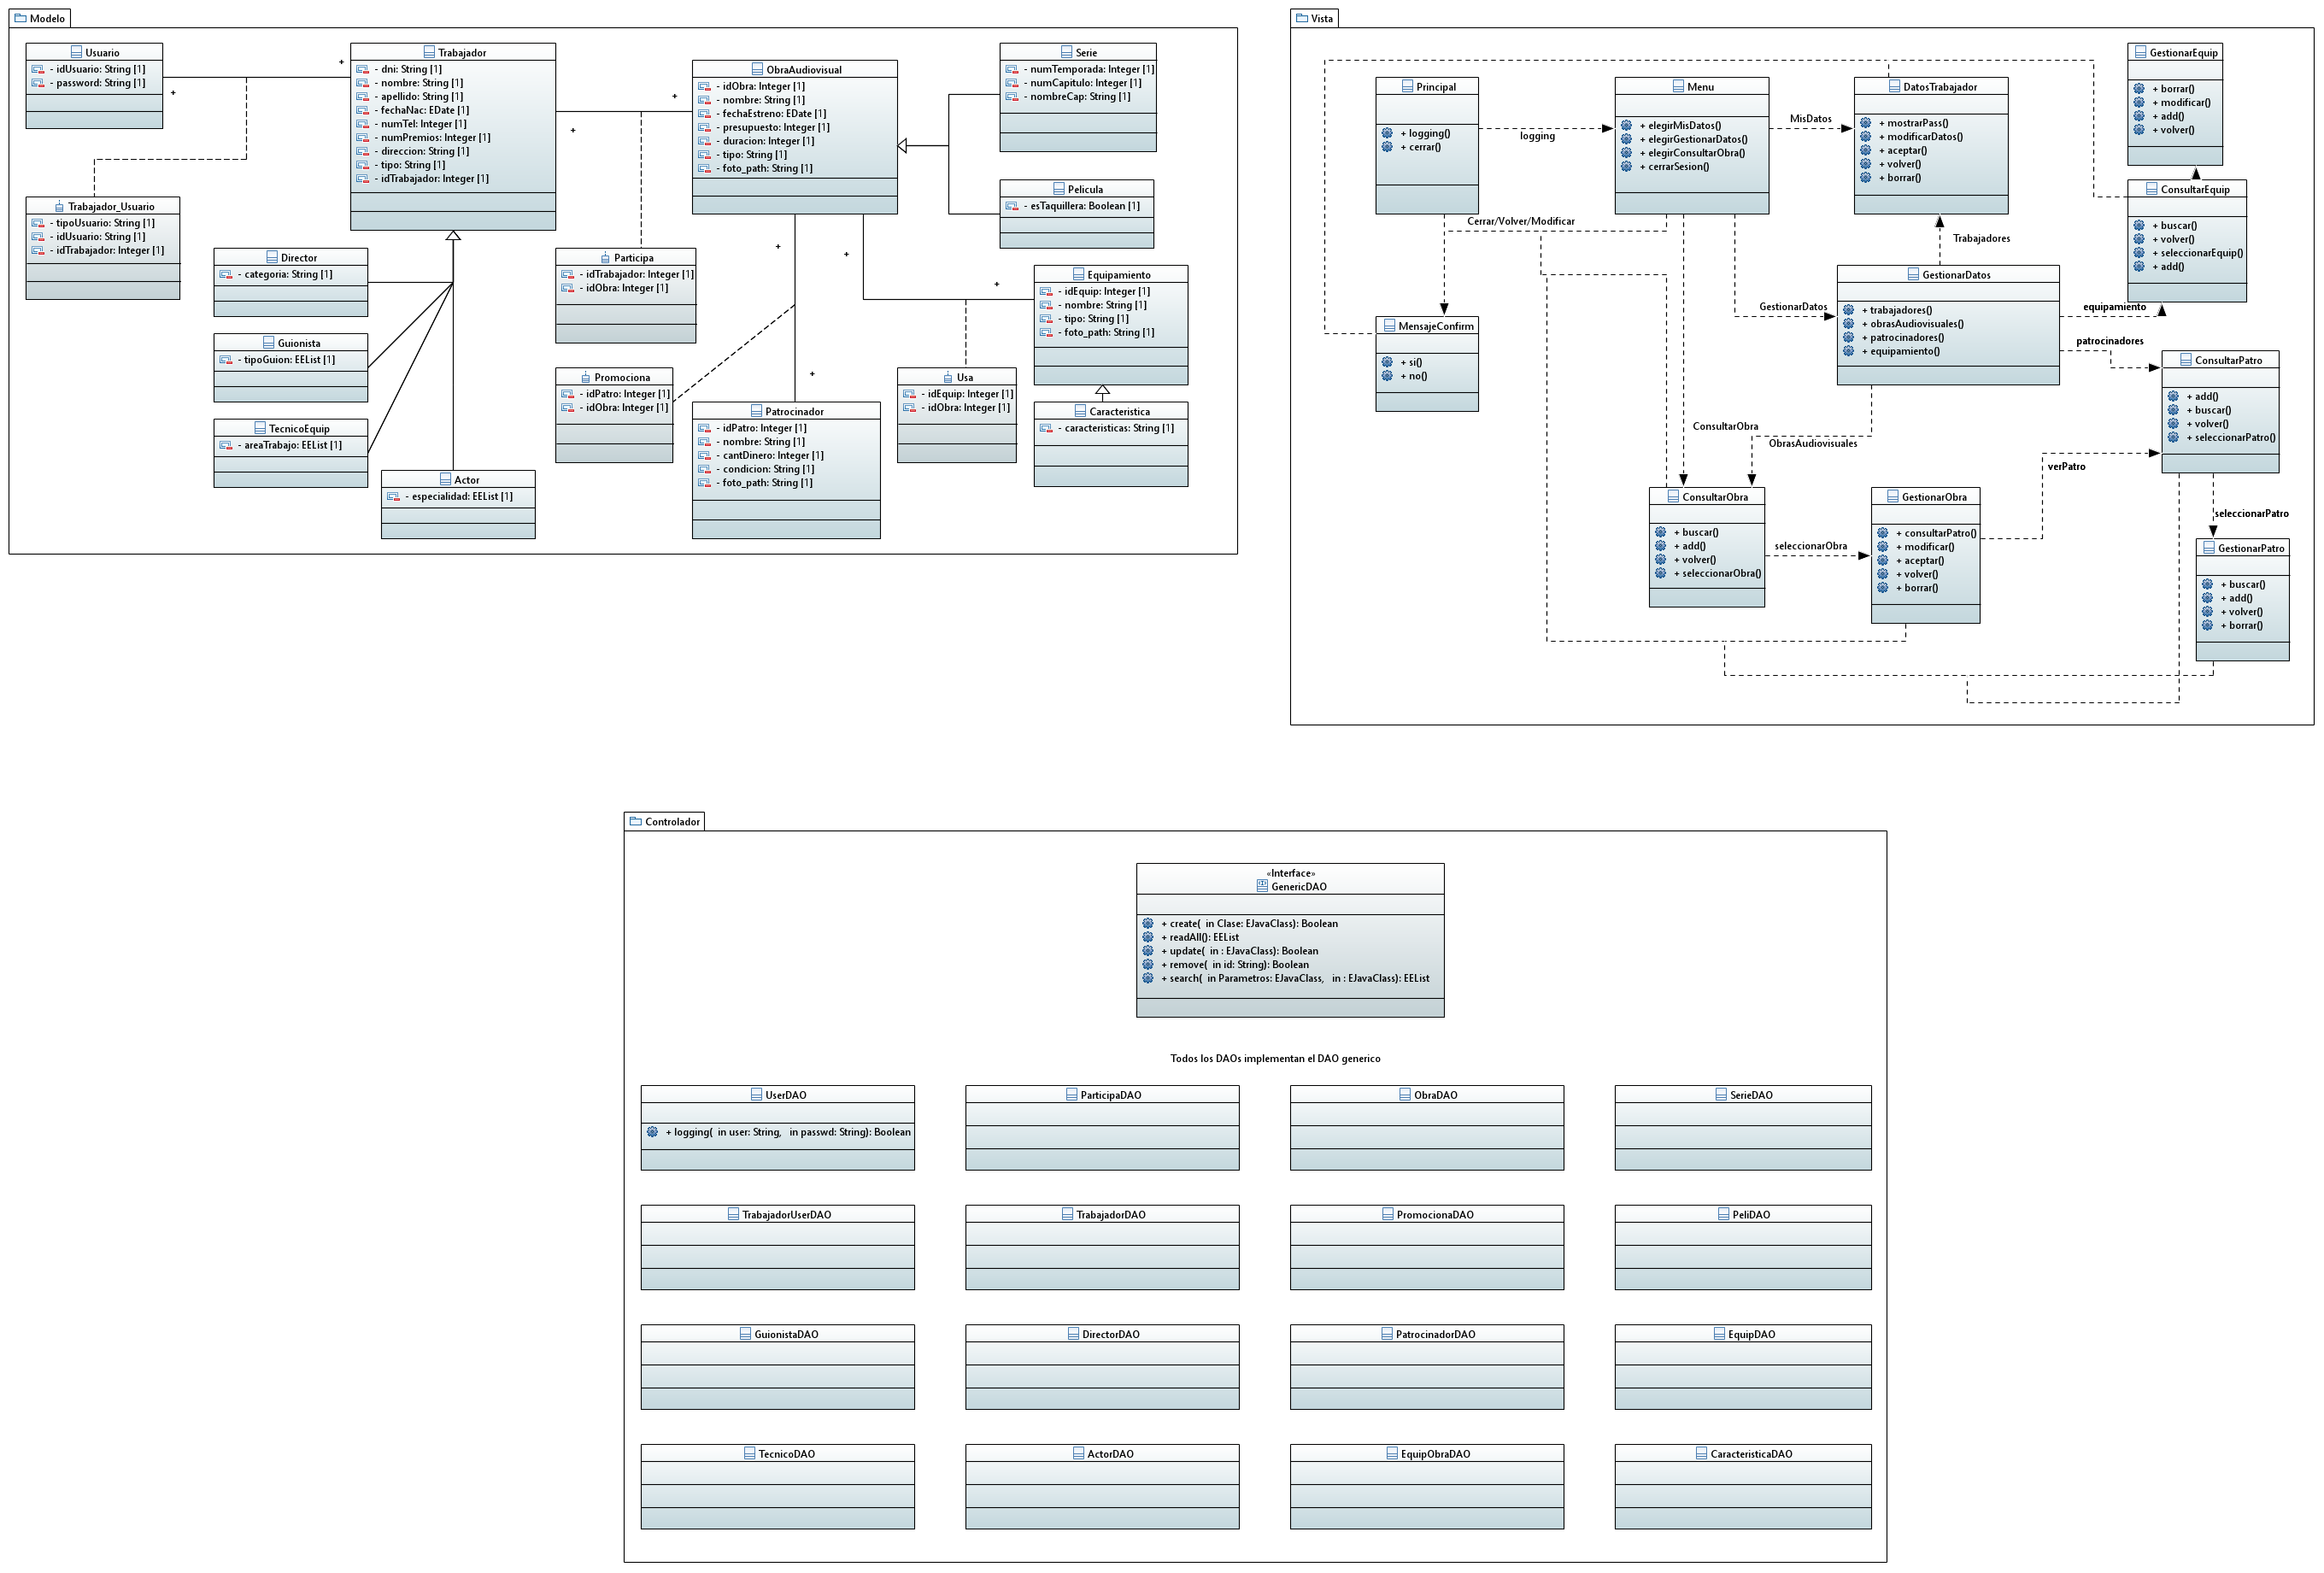 Modelo
Usuario
- idUsuario: String [1]
- password: String [1]
+
+
Trabajador
- dni: String [1]
- nombre: String [1]
- apellido: String [1]
- fechaNac: EDate [1]
- numTel: Integer [1]
- numPremios: Integer [1]
- direccion: String [1]
- tipo: String [1]
- idTrabajador: Integer [1]
+
+
ObraAudiovisual
- idObra: Integer [1]
- nombre: String [1]
- fechaEstreno: EDate [1]
- presupuesto: Integer [1]
- duracion: Integer [1]
- tipo: String [1]
- foto_path: String [1]
Serie
- numTemporada: Integer [1]
- numCapitulo: Integer [1]
- nombreCap: String [1]
Pelicula
- esTaquillera: Boolean [1]
Trabajador_Usuario
- tipoUsuario: String [1]
- idUsuario: String [1]
- idTrabajador: Integer [1]
Director
- categoria: String [1]
Guionista
- tipoGuion: EEList [1]
TecnicoEquip
- areaTrabajo: EEList [1]
Actor
- especialidad: EEList [1]
Participa
- idTrabajador: Integer [1]
- idObra: Integer [1]
+
+
+
+
Promociona
- idPatro: Integer [1]
- idObra: Integer [1]
Patrocinador
- idPatro: Integer [1]
- nombre: String [1]
- cantDinero: Integer [1]
- condicion: String [1]
- foto_path: String [1]
Usa
- idEquip: Integer [1]
- idObra: Integer [1]
Equipamiento
- idEquip: Integer [1]
- nombre: String [1]
- tipo: String [1]
- foto_path: String [1]
Caracteristica
- caracteristicas: String [1]
Vista
Principal
+ logging()
+ cerrar()
logging
Menu
+ elegirMisDatos()
+ elegirGestionarDatos()
+ elegirConsultarObra()
+ cerrarSesion()
MisDatos
DatosTrabajador
+ mostrarPass()
+ modificarDatos()
+ aceptar()
+ volver()
+ borrar()
GestionarEquip
+ borrar()
+ modificar()
+ add()
+ volver()
ConsultarEquip
+ buscar()
+ volver()
+ seleccionarEquip()
+ add()
Cerrar/Volver/Modificar
Trabajadores
GestionarDatos
GestionarDatos
+ trabajadores()
+ obrasAudiovisuales()
+ patrocinadores()
+ equipamiento()
equipamiento
patrocinadores
MensajeConfirm
+ si()
+ no()
ConsultarPatro
+ add()
+ buscar()
+ volver()
+ seleccionarPatro()
ConsultarObra
ObrasAudiovisuales
verPatro
ConsultarObra
+ buscar()
+ add()
+ volver()
+ seleccionarObra()
seleccionarObra
GestionarObra
+ consultarPatro()
+ modificar()
+ aceptar()
+ volver()
+ borrar()
seleccionarPatro
GestionarPatro
+ buscar()
+ add()
+ volver()
+ borrar()
Controlador
«Interface»
GenericDAO
+ create(  in Clase: EJavaClass): Boolean
+ readAll(): EEList
+ update(  in : EJavaClass): Boolean
+ remove(  in id: String): Boolean
+ search(  in Parametros: EJavaClass,   in : EJavaClass): EEList
Todos los DAOs implementan el DAO generico
UserDAO
+ logging(  in user: String,   in passwd: String): Boolean
ParticipaDAO
ObraDAO
SerieDAO
TrabajadorUserDAO
TrabajadorDAO
PromocionaDAO
PeliDAO
GuionistaDAO
DirectorDAO
PatrocinadorDAO
EquipDAO
TecnicoDAO
ActorDAO
EquipObraDAO
CaracteristicaDAO